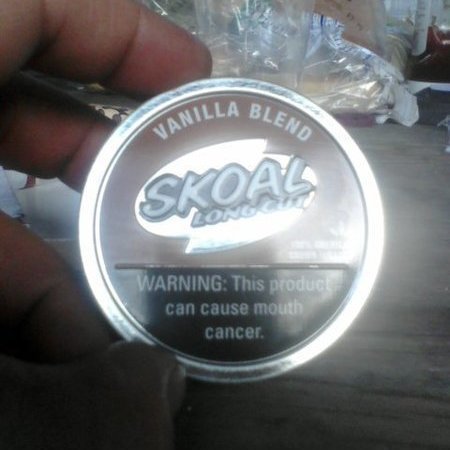 VANILLA BLEND
SKOAL
LONG CUT
WARNING: This product
can cause mouth
cancer.